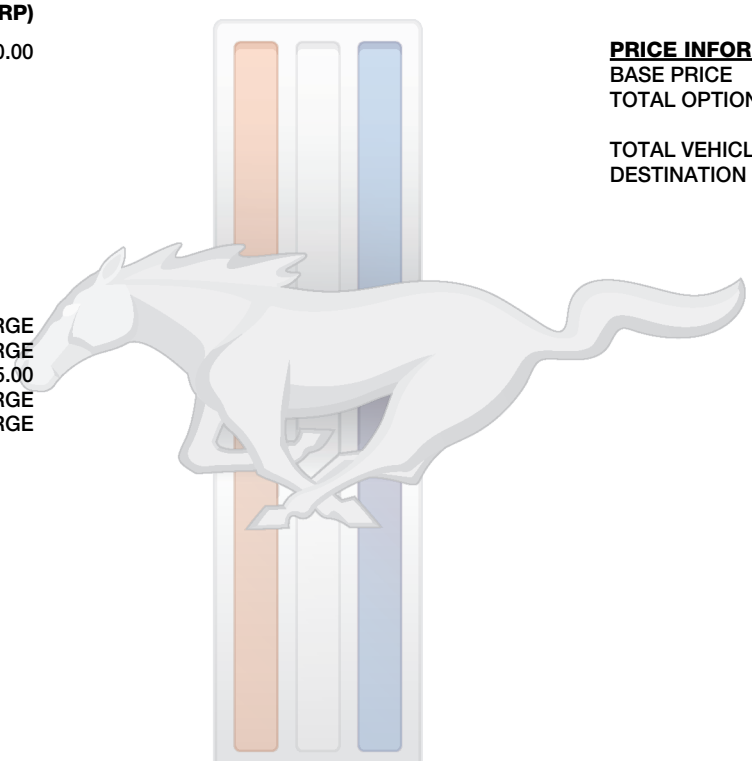 RP)
0.00
RGE
RGE
5.00
RGE
RGE
PRICE INFOR
BASE PRICE
TOTAL OPTION
TOTAL VEHICL
DESTINATION